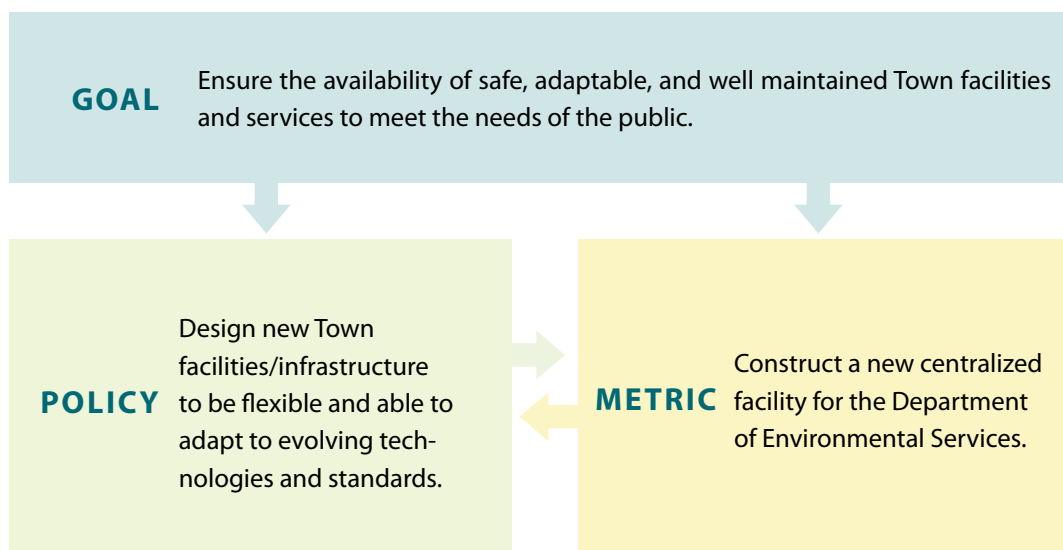 GOAL
Ensure the availability of safe, adaptable, and well maintained Town facilities
and services to meet the needs of the public.
POLICY
Design new Town
facilities/infrastructure
to be flexible and able to
adapt to evolving tech-
nologies and standards.
METRIC
Construct a new centralized
facility for the Department
of Environmental Services.